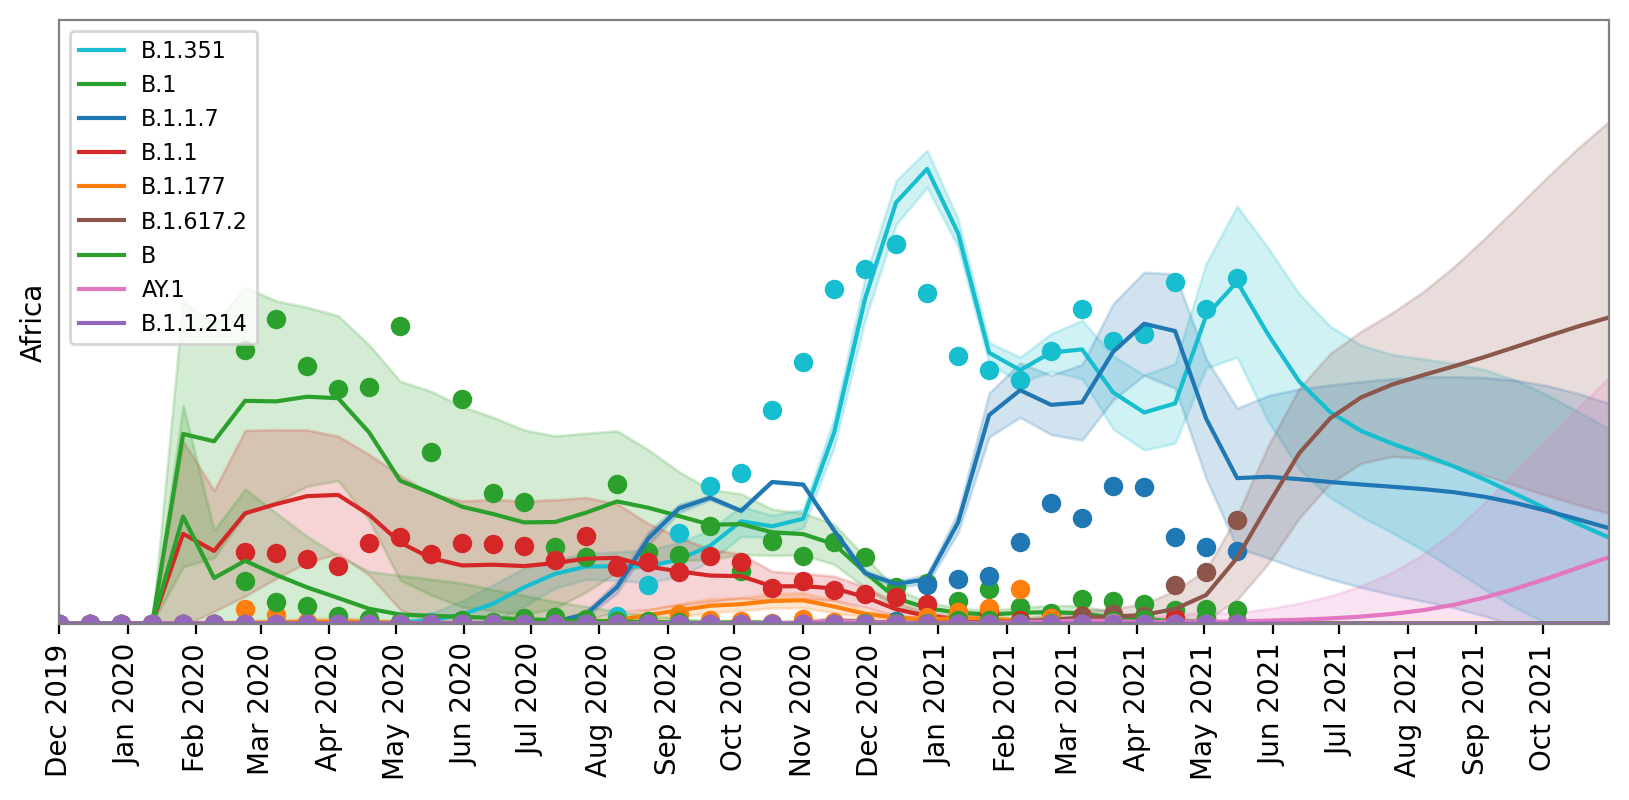 B.1.351
B.1
B.1.1.7
B.1.1
B.1.177
B.1.617.2
B
AY.1
B.1.1.214
Africa
Dec 2019
Jan 2020
Feb 2020
Mar 2020
Apr 2020
May 2020
Jun 2020
Jul 2020
Aug 2020
Sep 2020
Oct 2020
Nov 2020
Dec 2020
Jan 2021
Feb 2021
Mar 2021
Apr 2021
May 2021
Jun 2021
Jul 2021
Aug 2021
Sep 2021
Oct 2021